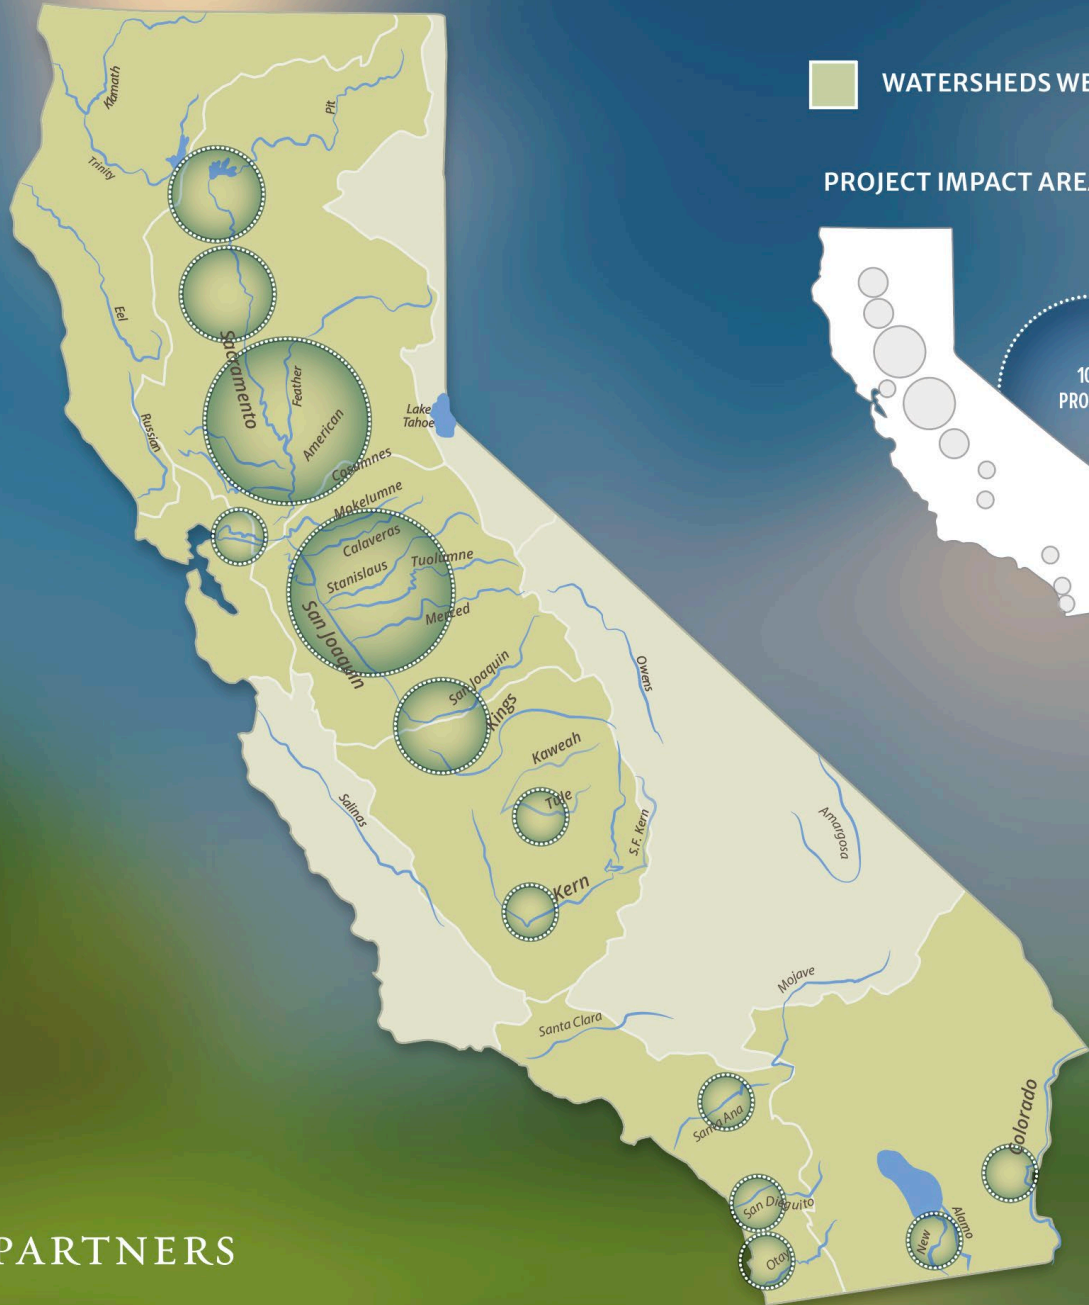 WATERSHEDS WE
PROJECT IMPACT AREA
10
PRO
Klamath
Pit
Trinity
Eel
Sacramento
Feather
American
Russian
Lake
Tahoe
Cosumnes
Mokelumne
Calaveras
Stanislaus
Tuolumne
Merced
San Joaquin
San Joaquin
Kings
Owens
Kaweah
Tule
Salinas
S.F. Kern
Amargosa
Kern
Mojave
Santa Clara
Santa Ana
Colorado
San Dieguito
Alamo
New
Otay
PARTNERS